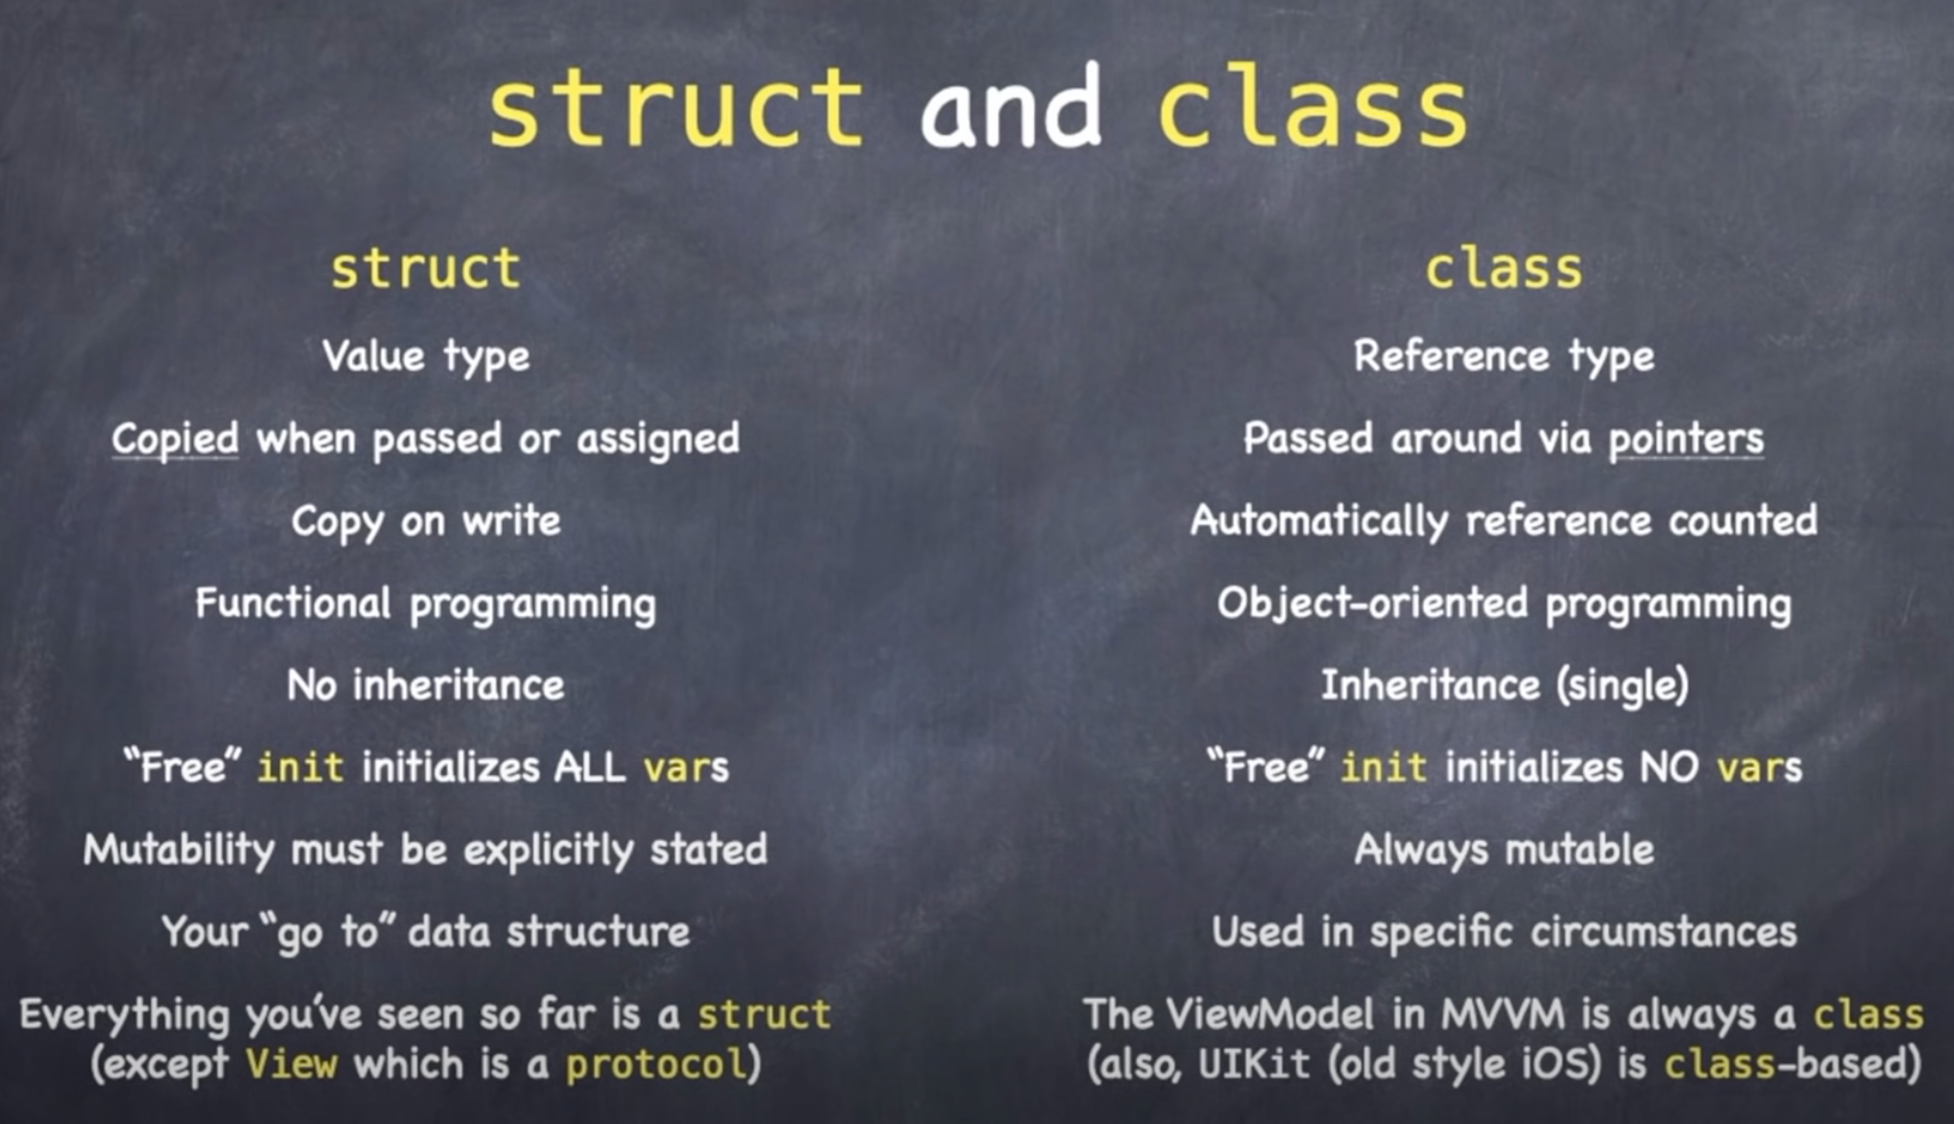 struct and class
struct
Value type
Copied when passed or assigned
Copy on write
Functional programming
No inheritance
“Free” init initializes ALL vars
Mutability must be explicitly stated
Your “go to” data structure
Everything you’ve seen so far is a struct
(except View which is a protocol)
class
Reference type
Passed around via pointers
Automatically reference counted
Object-oriented programming
Inheritance (single)
“Free” init initializes NO vars
Always mutable
Used in specific circumstances
The ViewModel in MVVM is always a class
(also, UIKit (old style iOS) is class-based)